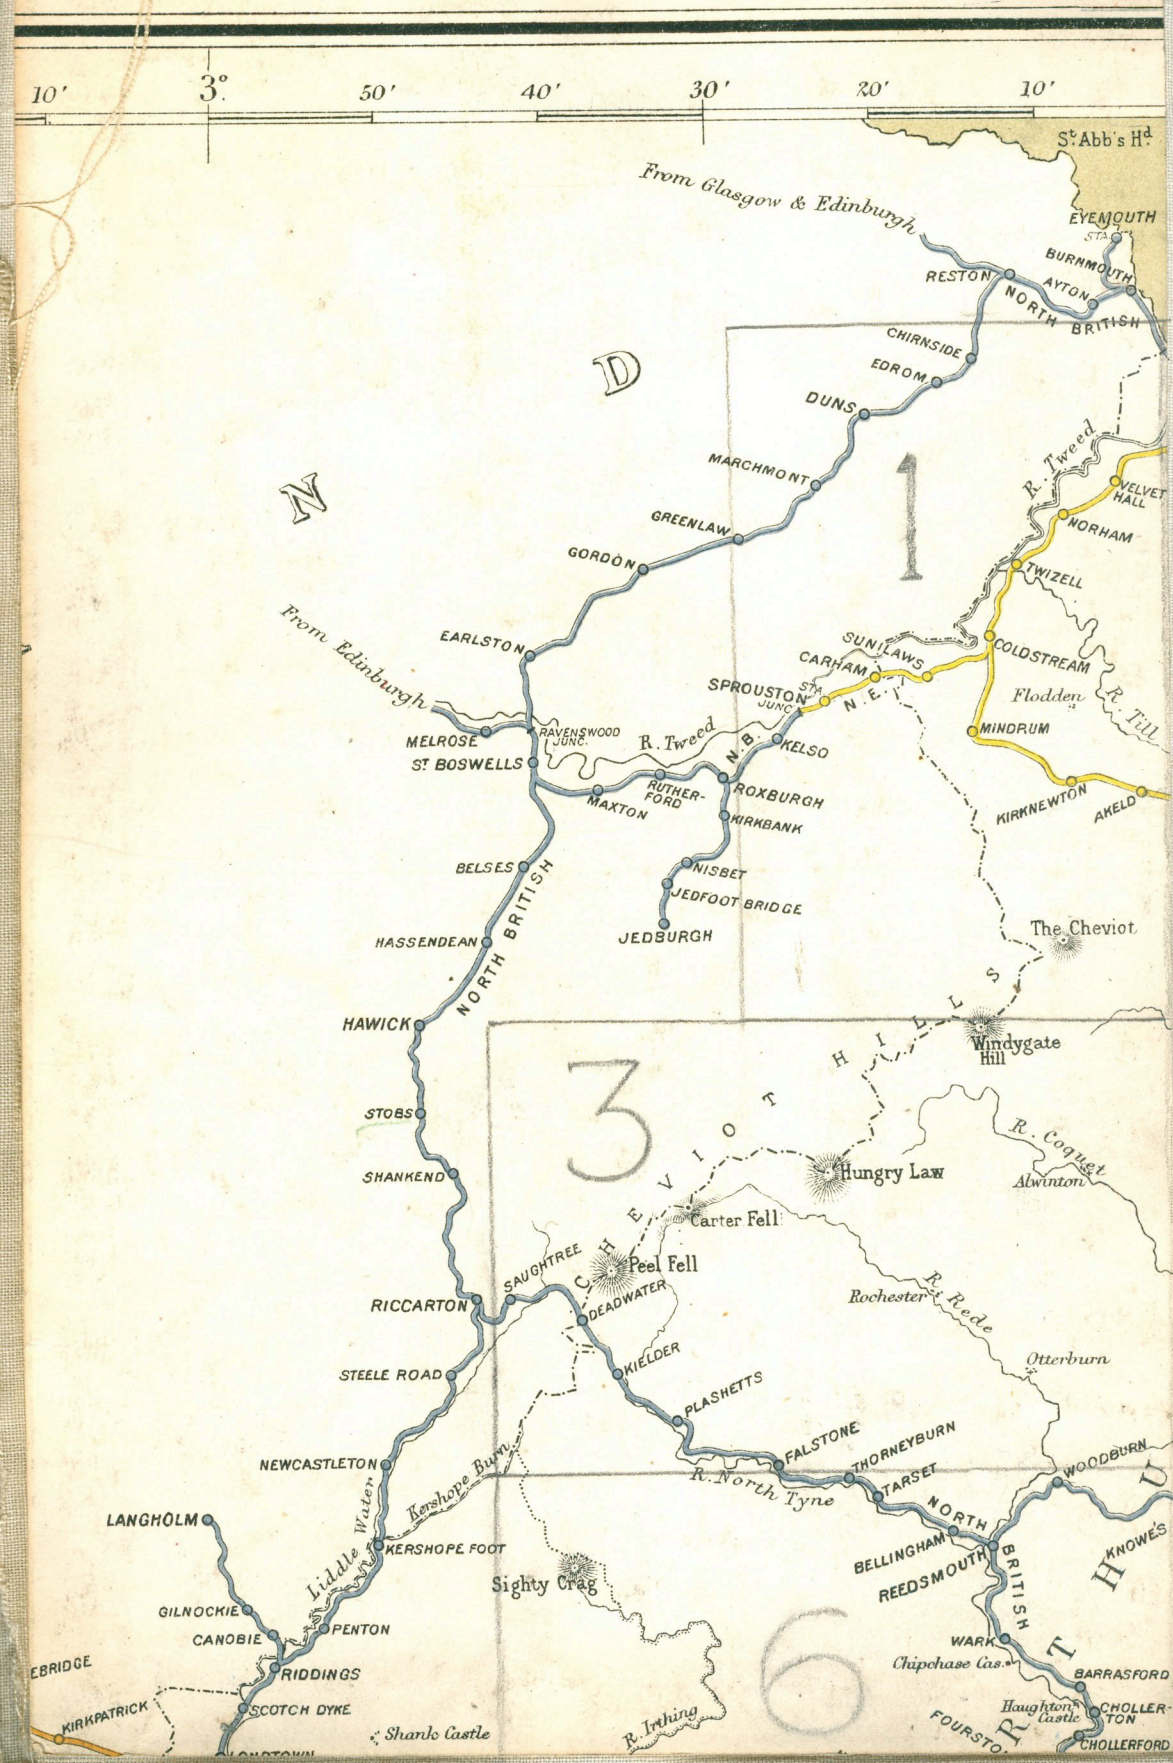 10'
3°
50'
40'
30'
20'
10'
St. Abb's Hd.
From Glasgow & Edinburgh
EYEMOUTH
STA.
BURNMOUTH
RESTON
AYTON
NORTH BRITISH
CHIRNSIDE
EDROM
D
DUNS
R. Tweed
MARCHMONT
1
VELVET
HALL
N
GREENLAW
NORHAM
GORDON
TWIZELL
From Edinburgh
EARLSTON
SUNILAWS
COLDSTREAM
CARHAM
SPROUSTON
STA.
JUNC.
N.E.
Flodden
R. Till
RAVENSWOOD
JUNC.
R. Tweed
N.B.
MELROSE
KELSO
MINDRUM
ST BOSWELLS
RUTHER-
FORD
ROXBURGH
MAXTON
KIRKNEWTON
AKELD
KIRKBANK
BELSES
NISBET
JEDFOOT BRIDGE
NORTH BRITISH
The Cheviot
HASSENDEAN
JEDBURGH
HAWICK
CHEVIOT HILLS
Windygate
Hill
3
STOBS
R. Coquet
SHANKEND
Hungry Law
Alwinton
Carter Fell
SAUGHTREE
Peel Fell
RICCARTON
DEADWATER
Rochester
R. Rede
STEELE ROAD
KIELDER
Otterburn
PLASHETTS
NEWCASTLETON
Kershope Burn
FALSTONE
THORNEYBURN
WOODBURN
R. North Tyne
TARSET
U
Liddle Water
LANGHOLM
NORTH BRITISH
KERSHOPE FOOT
BELLINGHAM
KNOWE'S
REEDSMOUTH
H
Sighty Crag
GILNOCKIE
6
CANOBIE
PENTON
WARK
T
Chipchase Cas.
EBRIDGE
RIDDINGS
BARRASFORD
KIRKPATRICK
SCOTCH DYKE
Haughton
Castle
CHOLLER-
TON
R. Irthing
FOURSTO
R
Shank Castle
CHOLLERFORD
LONGTOWN